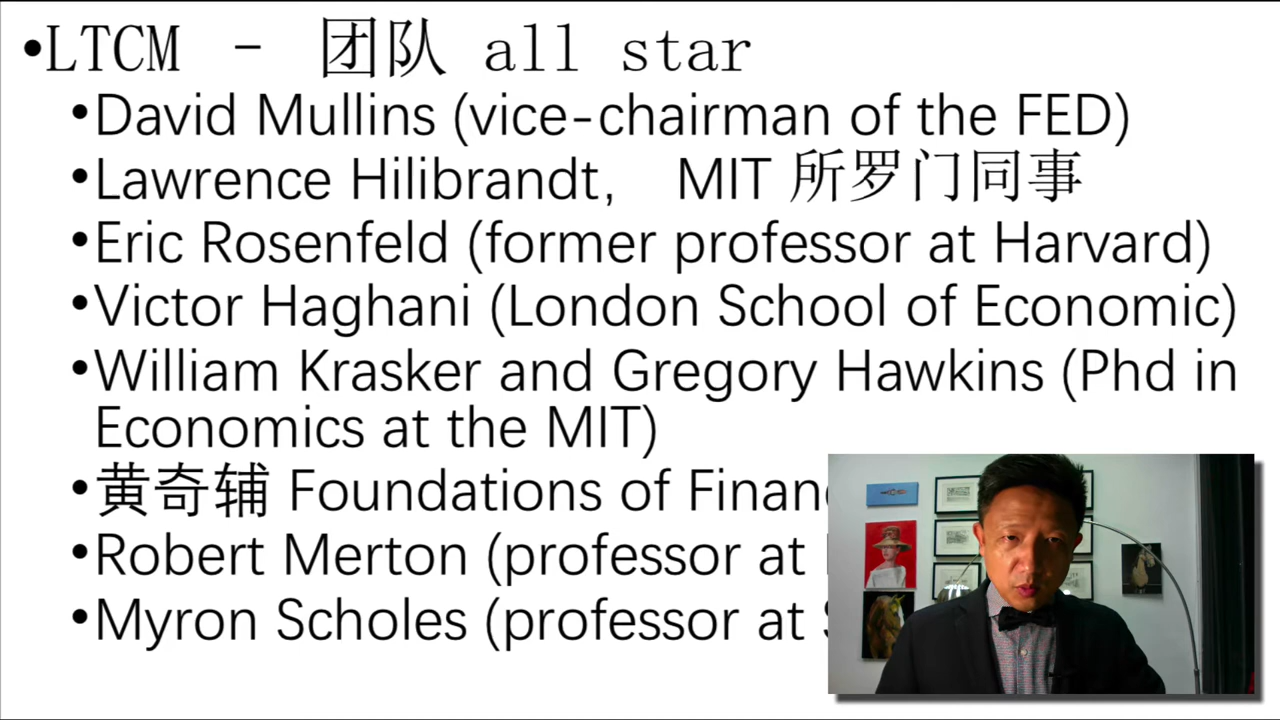 •LTCM - 团队 all star
•David Mullins (vice-chairman of the FED)
•Lawrence Hilibrandt, MIT 所罗门同事
•Eric Rosenfeld (former professor at Harvard)
•Victor Haghani (London School of Economic)
•William Krasker and Gregory Hawkins (Phd in
Economics at the MIT)
•黄奇辅 Foundations of
•Robert Merton (professor at
•Myron Scholes (professor at